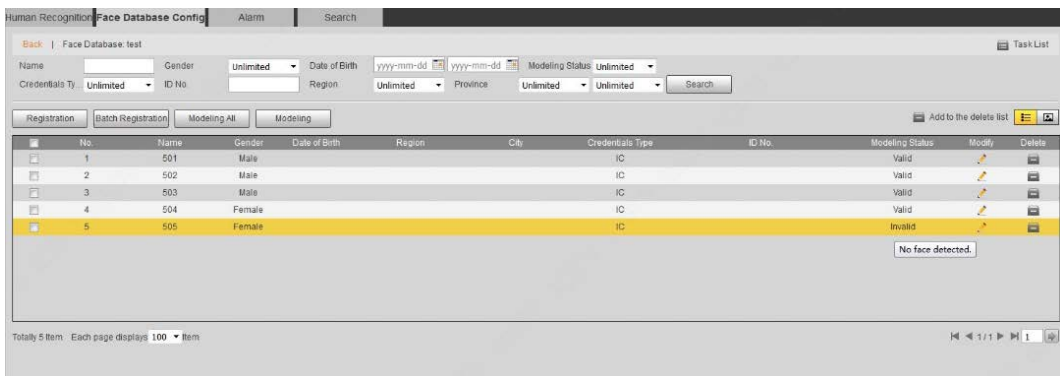 Human Recognition Face Database Config Alarm Search
Back | Face Database: test Task List
Name Gender Unlimited Date of Birth yyyy-mm-dd yyyy-mm-dd Modeling Status Unlimited
Credentials Ty... Unlimited ID No. Region Unlimited Province Unlimited Unlimited Search
Registration Batch Registration Modeling All Modeling Add to the delete list
No. Name Gender Date of Birth Region City Credentials Type ID No. Modeling Status Modify Delete
1 501 Male IC Valid
2 502 Male IC Valid
3 503 Male IC Valid
4 504 Female IC Valid
5 505 Female IC Invalid
No face detected.
Totally 5 Item Each page displays 100 Item 1/1 1